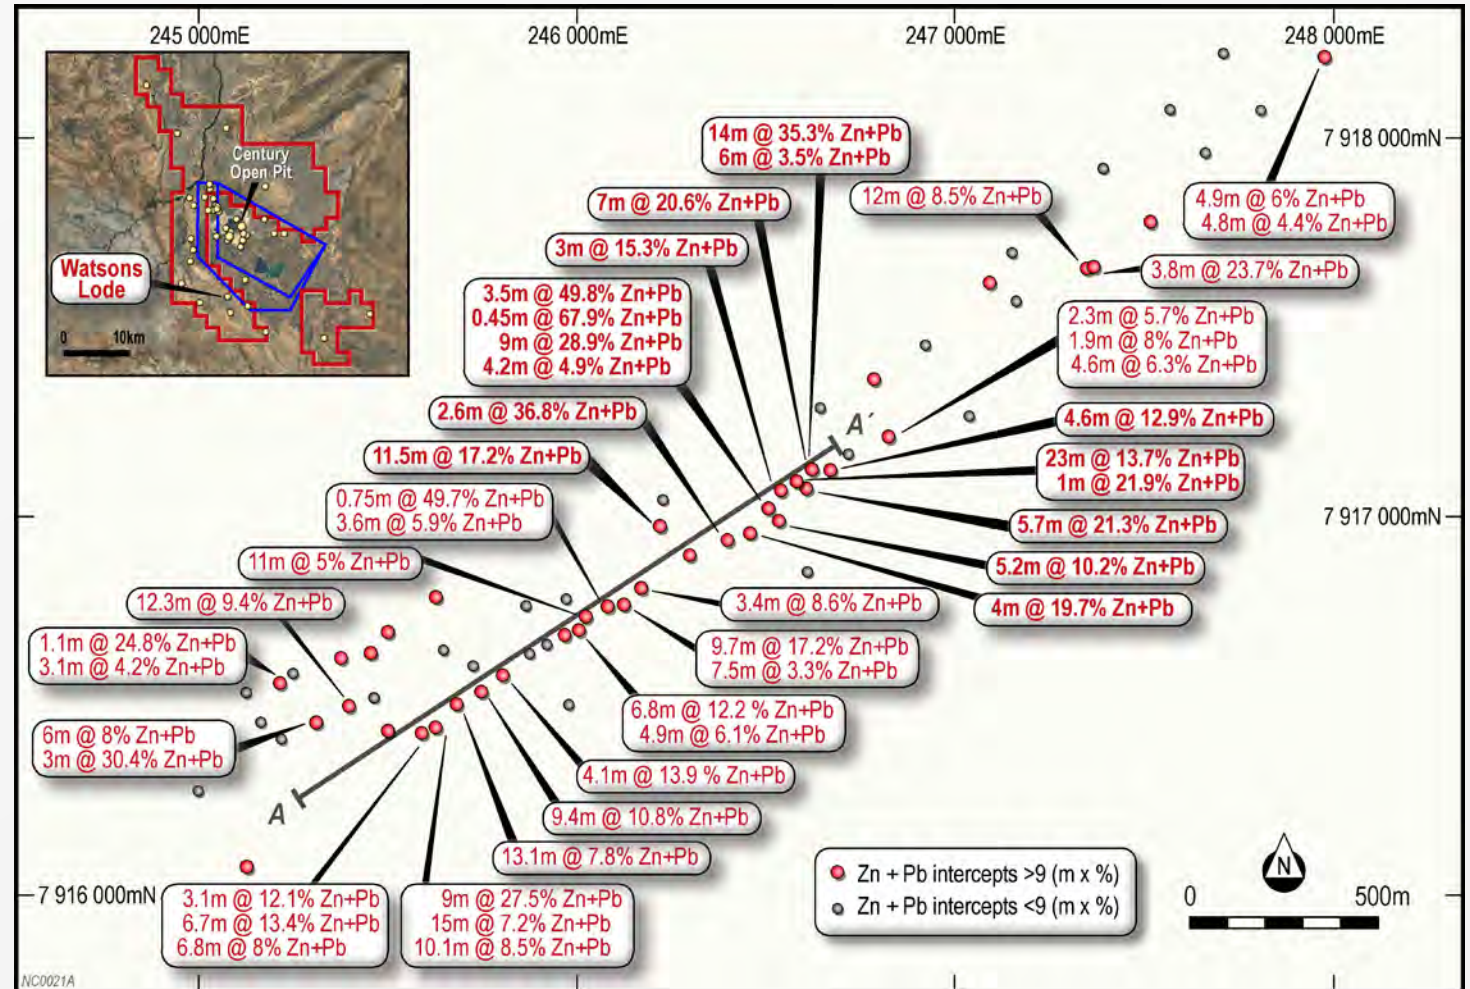 245 000mE
246 000mE
247 000mE
248 000mE
Century
Open Pit
Watsons
Lode
0 10km
14m @ 35.3% Zn+Pb
6m @ 3.5% Zn+Pb
7 918 000mN
7m @ 20.6% Zn+Pb
12m @ 8.5% Zn+Pb
4.9m @ 6% Zn+Pb
4.8m @ 4.4% Zn+Pb
3m @ 15.3% Zn+Pb
3.8m @ 23.7% Zn+Pb
3.5m @ 49.8% Zn+Pb
0.45m @ 67.9% Zn+Pb
9m @ 28.9% Zn+Pb
4.2m @ 4.9% Zn+Pb
2.3m @ 5.7% Zn+Pb
1.9m @ 8% Zn+Pb
4.6m @ 6.3% Zn+Pb
2.6m @ 36.8% Zn+Pb
A´
4.6m @ 12.9% Zn+Pb
11.5m @ 17.2% Zn+Pb
23m @ 13.7% Zn+Pb
1m @ 21.9% Zn+Pb
0.75m @ 49.7% Zn+Pb
3.6m @ 5.9% Zn+Pb
5.7m @ 21.3% Zn+Pb
7 917 000mN
11m @ 5% Zn+Pb
5.2m @ 10.2% Zn+Pb
12.3m @ 9.4% Zn+Pb
3.4m @ 8.6% Zn+Pb
4m @ 19.7% Zn+Pb
1.1m @ 24.8% Zn+Pb
3.1m @ 4.2% Zn+Pb
9.7m @ 17.2% Zn+Pb
7.5m @ 3.3% Zn+Pb
6.8m @ 12.2 % Zn+Pb
4.9m @ 6.1% Zn+Pb
6m @ 8% Zn+Pb
3m @ 30.4% Zn+Pb
4.1m @ 13.9 % Zn+Pb
A
9.4m @ 10.8% Zn+Pb
13.1m @ 7.8% Zn+Pb
7 916 000mN
3.1m @ 12.1% Zn+Pb
6.7m @ 13.4% Zn+Pb
6.8m @ 8% Zn+Pb
9m @ 27.5% Zn+Pb
15m @ 7.2% Zn+Pb
10.1m @ 8.5% Zn+Pb
Zn + Pb intercepts >9 (m x %)
Zn + Pb intercepts <9 (m x %)
N
0 500m
NC0021A